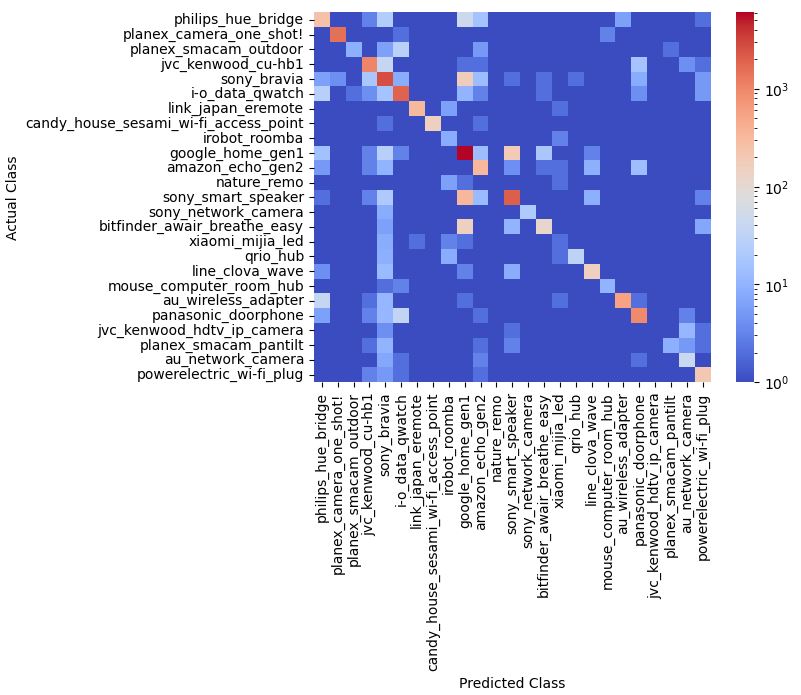 philips_hue_bridge
planex_camera_one_shot!
planex_smacam_outdoor
jvc_kenwood_cu-hb1
sony_bravia
i-o_data_qwatch
link_japan_eremote
candy_house_sesami_wi-fi_access_point
irobot_roomba
google_home_gen1
amazon_echo_gen2
nature_remo
sony_smart_speaker
sony_network_camera
bitfinder_awair_breathe_easy
xiaomi_mijia_led
qrio_hub
line_clova_wave
mouse_computer_room_hub
au_wireless_adapter
panasonic_doorphone
jvc_kenwood_hdtv_ip_camera
planex_smacam_pantilt
au_network_camera
powerelectric_wi-fi_plug
Actual Class
philips_hue_bridge
planex_camera_one_shot!
planex_smacam_outdoor
jvc_kenwood_cu-hb1
sony_bravia
i-o_data_qwatch
link_japan_eremote
candy_house_sesami_wi-fi_access_point
irobot_roomba
google_home_gen1
amazon_echo_gen2
nature_remo
sony_smart_speaker
sony_network_camera
bitfinder_awair_breathe_easy
xiaomi_mijia_led
qrio_hub
line_clova_wave
mouse_computer_room_hub
au_wireless_adapter
panasonic_doorphone
jvc_kenwood_hdtv_ip_camera
planex_smacam_pantilt
au_network_camera
powerelectric_wi-fi_plug
Predicted Class
10³
10²
10¹
10⁰